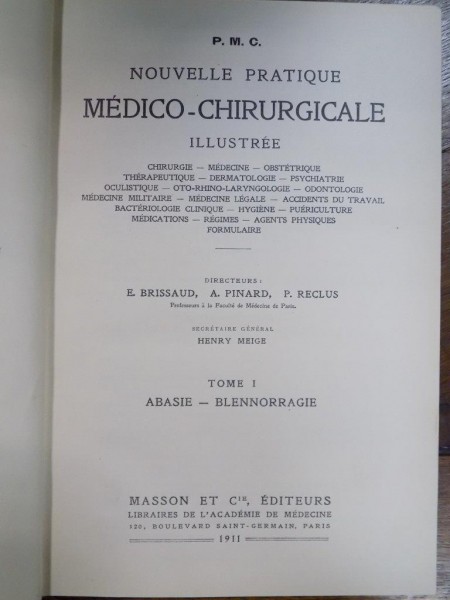 P. M. C.
NOUVELLE PRATIQUE
MÉDICO-CHIRURGICALE
ILLUSTRÉE
CHIRURGIE — MÉDECINE — OBSTÉTRIQUE
THÉRAPEUTIQUE — DERMATOLOGIE — PSYCHIATRIE
OCULISTIQUE — OTO-RHINO-LARYNGOLOGIE — ODONTOLOGIE
MÉDECINE MILITAIRE — MÉDECINE LÉGALE — ACCIDENTS DU TRAVAIL
BACTÉRIOLOGIE CLINIQUE — HYGIÈNE — PUÉRICULTURE
MÉDICATIONS — RÉGIMES — AGENTS PHYSIQUES
FORMULAIRE
DIRECTEURS :
E. BRISSAUD, A. PINARD, P. RECLUS
Professeurs à la Faculté de Médecine de Paris.
SECRÉTAIRE GÉNÉRAL
HENRY MEIGE
TOME I
ABASIE — BLENNORRAGIE
MASSON ET Cie, ÉDITEURS
LIBRAIRES DE L'ACADÉMIE DE MÉDECINE
120, BOULEVARD SAINT-GERMAIN, PARIS
1911